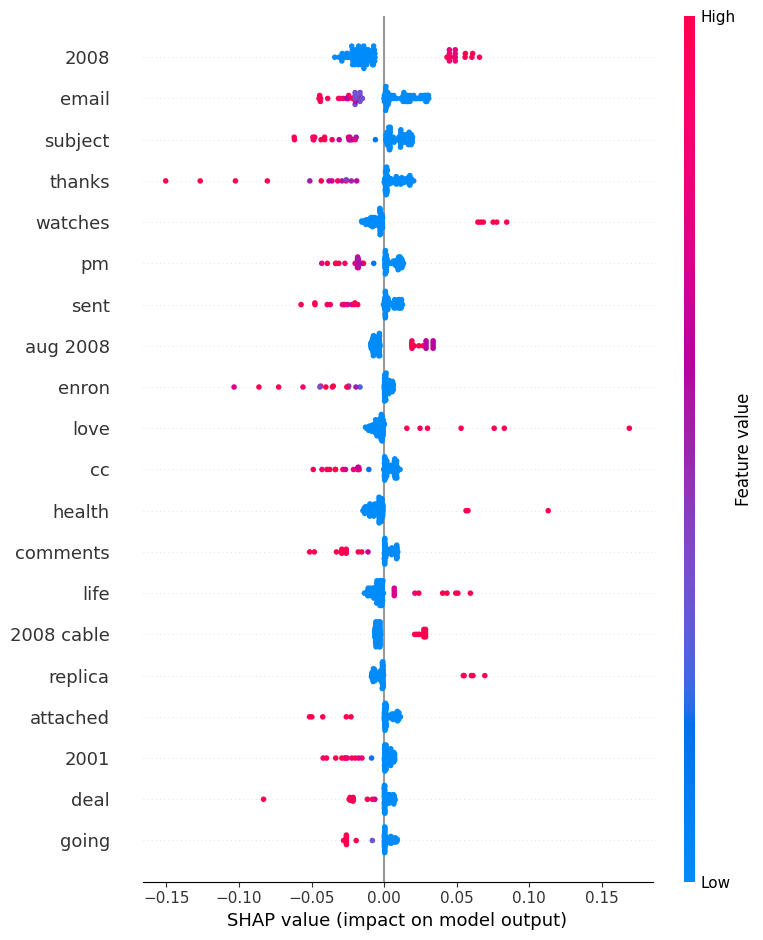 High
2008
email
subject
thanks
watches
pm
sent
aug 2008
enron
love
cc
health
comments
life
2008 cable
replica
attached
2001
deal
going
Feature value
Low
−0.15 −0.10 −0.05 0.00 0.05 0.10 0.15
SHAP value (impact on model output)